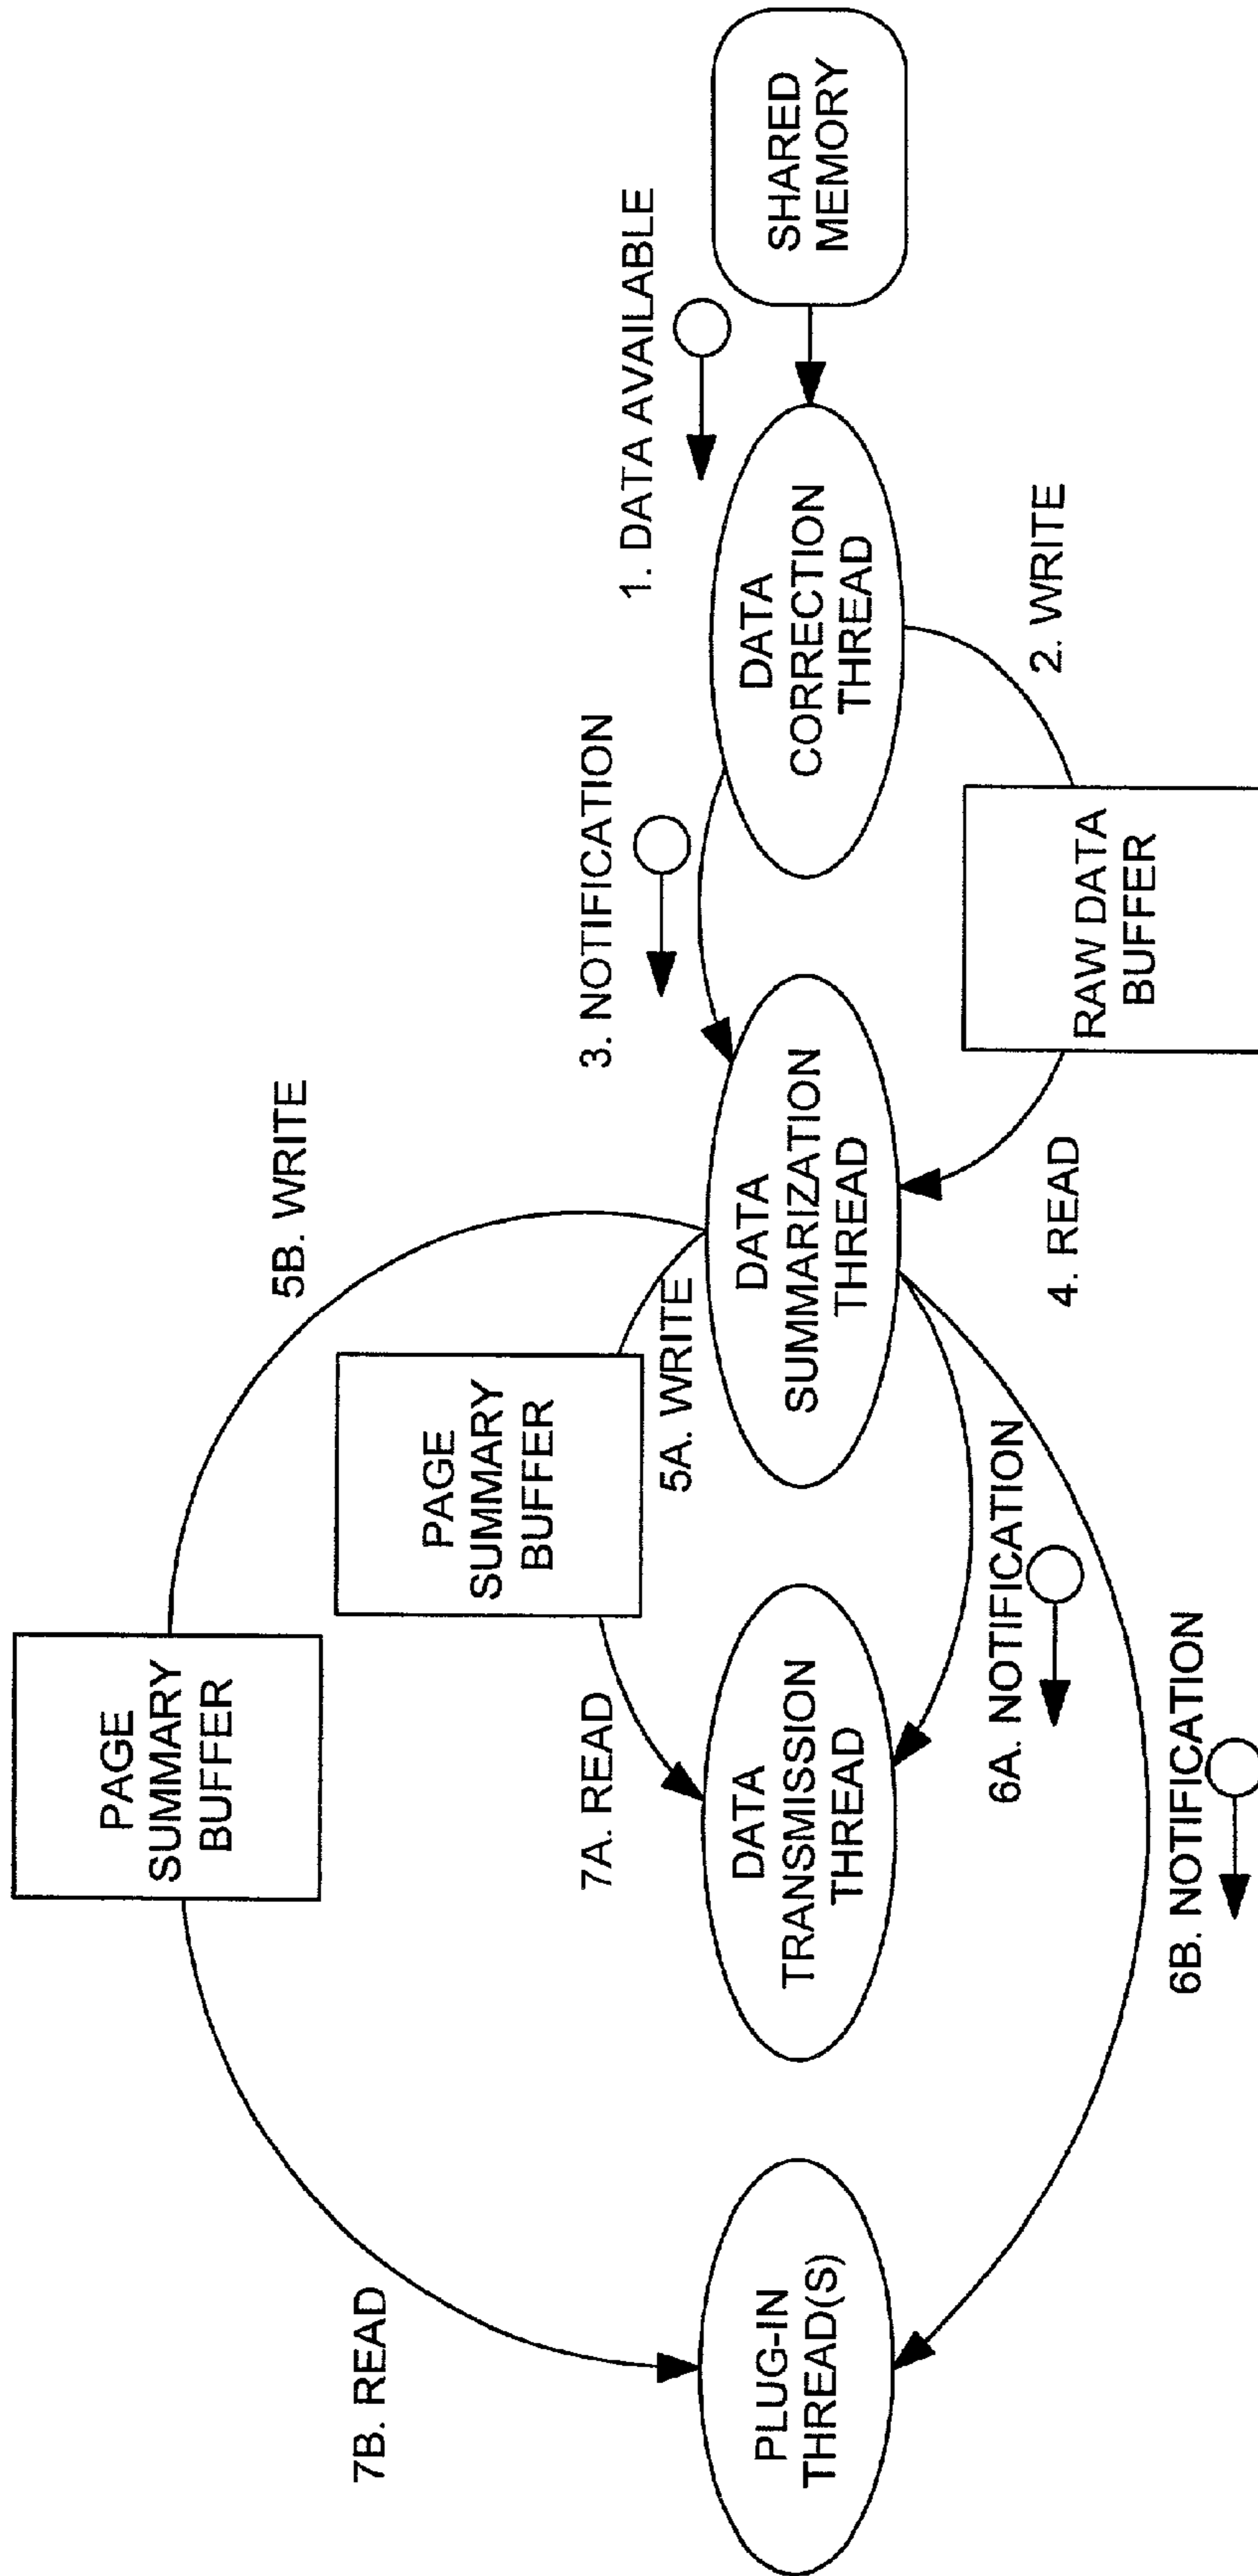 7B. READ
PAGE
SUMMARY
BUFFER
5B. WRITE
PAGE
SUMMARY
BUFFER
7A. READ
5A. WRITE
3. NOTIFICATION
1. DATA AVAILABLE
PLUG-IN
THREAD(S)
DATA
TRANSMISSION
THREAD
DATA
SUMMARIZATION
THREAD
DATA
CORRECTION
THREAD
SHARED
MEMORY
6A. NOTIFICATION
4. READ
RAW DATA
BUFFER
2. WRITE
6B. NOTIFICATION